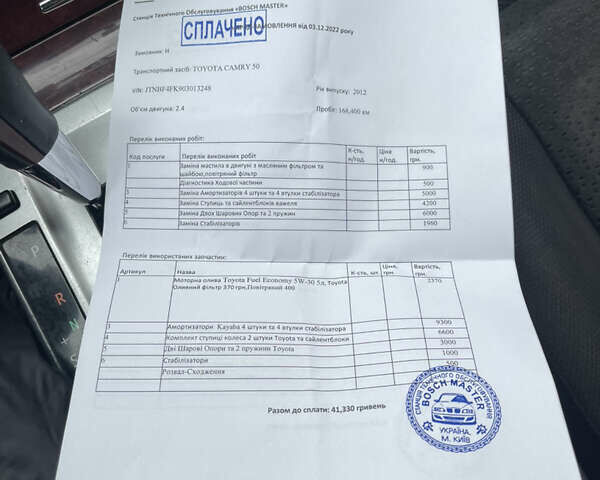 Станція Технічного Обслуговування «BOSCH MASTER»
СПЛАЧЕНО
ЗАМОВЛЕННЯ від 03.12.2022 року
Замовник: Н
Транспортний засіб: TOYOTA CAMRY 50
VIN: JTNBF4FK903013248 Рік випуску: 2012
Об'єм двигуна: 2.4 Пробіг: 168,400 км
Перелік виконаних робіт:
Код послуги Перелік виконаних робіт К-сть, н/год. Ціна н/год. Вартість, грн.
Заміна мастила в двигуні з масляним фільтром та шайбою,повітряний фільтр 900
Діагностика Ходової частини 500
3 Заміна Амортизаторів 4 штуки та 4 втулки стабілізатора 5000
4 Заміна Ступиць та сайлентблоків важеля 4200
5 Заміна Двох Шарових Опор та 2 пружин 6000
6 Заміна Стабілізаторів 1960
Перелік використаних запчастин:
Артикул Назва К-сть, шт. Ціна, грн. Вартість, грн.
1 Моторна олива Toyota Fuel Economy 5W-30 5л, Toyota 2370
Оливний фільтр 370 грн,Повітряний 400
3 Амортизатори Kayaba 4 штуки та 4 втулки стабілізатора 9300
4 Комплект ступиці колеса 2 штуки Toyota та сайлентблоки 6600
5 Дві Шарові Опори та 2 пружини Toyota 3000
6 Стабілізатори 1000
Розвал-Сходження 500
Разом до сплати: 41,330 гривень
СТАНЦІЯ ТЕХНІЧНОГО ОБСЛУГОВУВАННЯ
BOSCH MASTER
УКРАЇНА,
М. КИЇВ
P
R
N